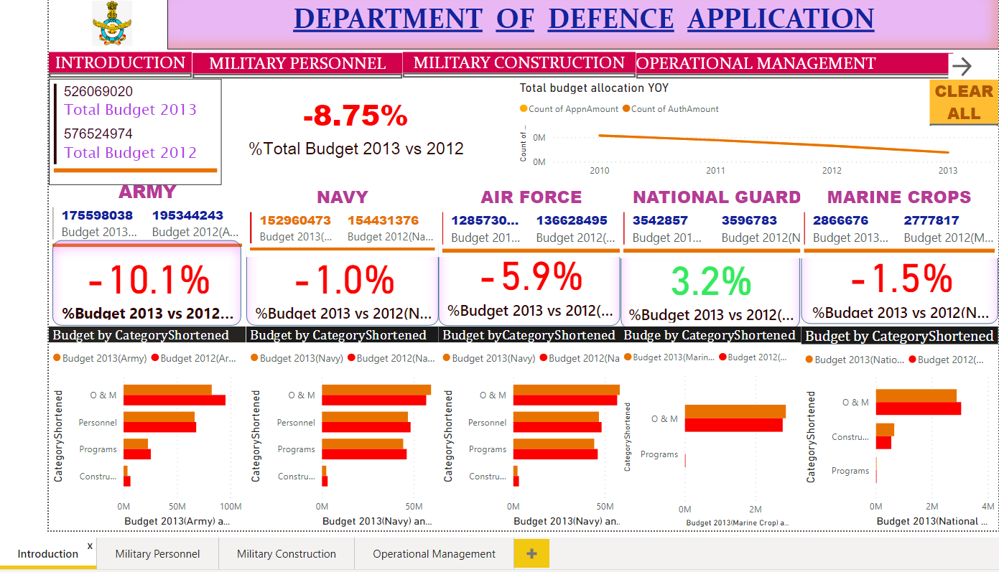 DEPARTMENT OF DEFENCE APPLICATION
INTRODUCTION MILITARY PERSONNEL MILITARY CONSTRUCTION OPERATIONAL MANAGEMENT
526069020
Total Budget 2013
576524974
Total Budget 2012
-8.75%
%Total Budget 2013 vs 2012
Total budget allocation YOY
Count of AppnAmount Count of AuthAmount
Count of ...
0M
0M
2010 2011 2012 2013
CLEAR
ALL
ARMY
175598038 195344243
Budget 2013... Budget 2012(A...
-10.1%
%Budget 2013 vs 2012...
NAVY
152960473 154431376
Budget 2013(... Budget 2012(Na...
-1.0%
%Budget 2013 vs 2012(N...
AIR FORCE
1285730... 136628495
Budget 201... Budget 2012(...
-5.9%
%Budget 2013 vs 2012(...
NATIONAL GUARD
3542857 3596783
Budget 201... Budget 2012(N
3.2%
%Budget 2013 vs 2012(...
MARINE CROPS
2866676 2777817
Budget 2013... Budget 2012(M...
-1.5%
%Budget 2013 vs 2012(N...
Budget by CategoryShortened
Budget 2013(Army) Budget 2012(Ar...
CategoryShortened
O & M
Personnel
Programs
Constru...
0M 50M 100M
Budget 2013(Army) a...
Budget by CategoryShortened
Budget 2013(Navy) Budget 2012(Na...
CategoryShortened
O & M
Personnel
Programs
Constru...
0M 50M
Budget 2013(Navy) an...
Budget byCategoryShortened
Budget 2013(Navy) Budget 2012(Na
CategoryShortened
O & M
Personnel
Programs
Constru...
0M 50M
Budget 2013(Navy) an..
Budge by CategoryShortened
Budget 2013(Marin... Budget 2012(...
CategoryShortened
O & M
Programs
0M 2M
Budget 2013(Marine Crop) a...
Budget by CategoryShortened
Budget 2013(Natio... Budget 2012(...
CategoryShortened
O & M
Constru...
Programs
0M 2M 4M
Budget 2013(National ...
Introduction x
Military Personnel
Military Construction
Operational Management